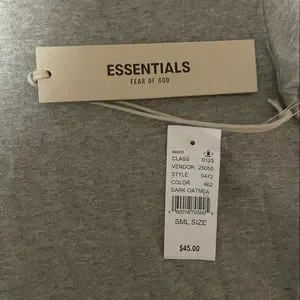 ESSENTIALS
FEAR OF GOD
CLASS 0125
VENDOR 25050
STYLE 0472
COLOR 462
DARK OATMEA
SML SIZE
$45.00